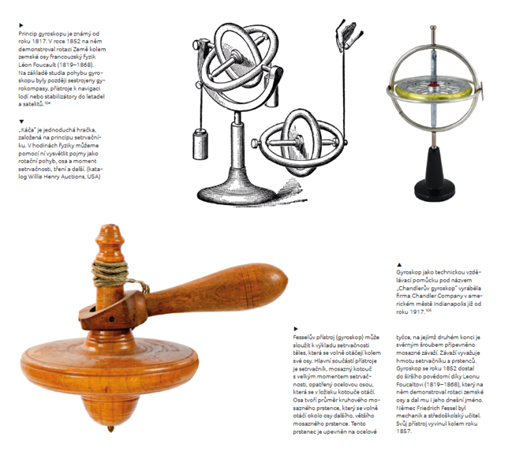 Princip gyroskopu je známý od
roku 1817. V roce 1852 na něm
demonstroval rotaci Země kolem
zemské osy francouzský fyzik
Léon Foucault (1819–1868).
Na základě studia pohybu gyro-
skopu byly později sestrojeny gy-
rokompasy, přístroje k navigaci
lodí nebo stabilizátory do letadel
a satelitů.
„Káča" je jednoduchá hračka,
založená na principu setrvační-
ku. V hodinách fyziky můžeme
pomocí ní vysvětlit pojmy jako
rotační pohyb, osa a moment
setrvačnosti, tření a další. (kata-
log Willis Henry Auctions, USA)
Gyroskop jako technickou vzdě-
lávací pomůcku pod názvem
„Chandlerův gyroskop" vyráběla
firma Chandler Company v ame-
rickém městě Indianapolis již od
roku 1917.
Fesselův přístroj (gyroskop) může
sloužit k výkladu setrvačnosti
těles, která se volně otáčejí kolem
své osy. Hlavní součástí přístroje
je setrvačník, mosazný kotouč
s velkým momentem setrvač-
nosti, opatřený ocelovou osou,
která se v ložisku kotouče otáčí.
Osa tvoří průměr kruhového mo-
sazného prstence, který se volně
otáčí okolo osy dalšího, většího
mosazného prstence. Tento
prstenec je upevněn na ocelové
tyčce, na jejímž druhém konci je
svěrným šroubem připevněno
mosazné závaží. Závaží vyvažuje
hmotu setrvačníku a prstenců.
Gyroskop se roku 1852 dostal
do širšího povědomí díky Leonu
Foucaltovi (1819–1868), který na
něm demonstroval rotaci zemské
osy a dal mu i jeho dnešní jméno.
Němec Friedrich Fessel byl
mechanik a středoškolský učitel.
Svůj přístroj vyvinul kolem roku
1857.